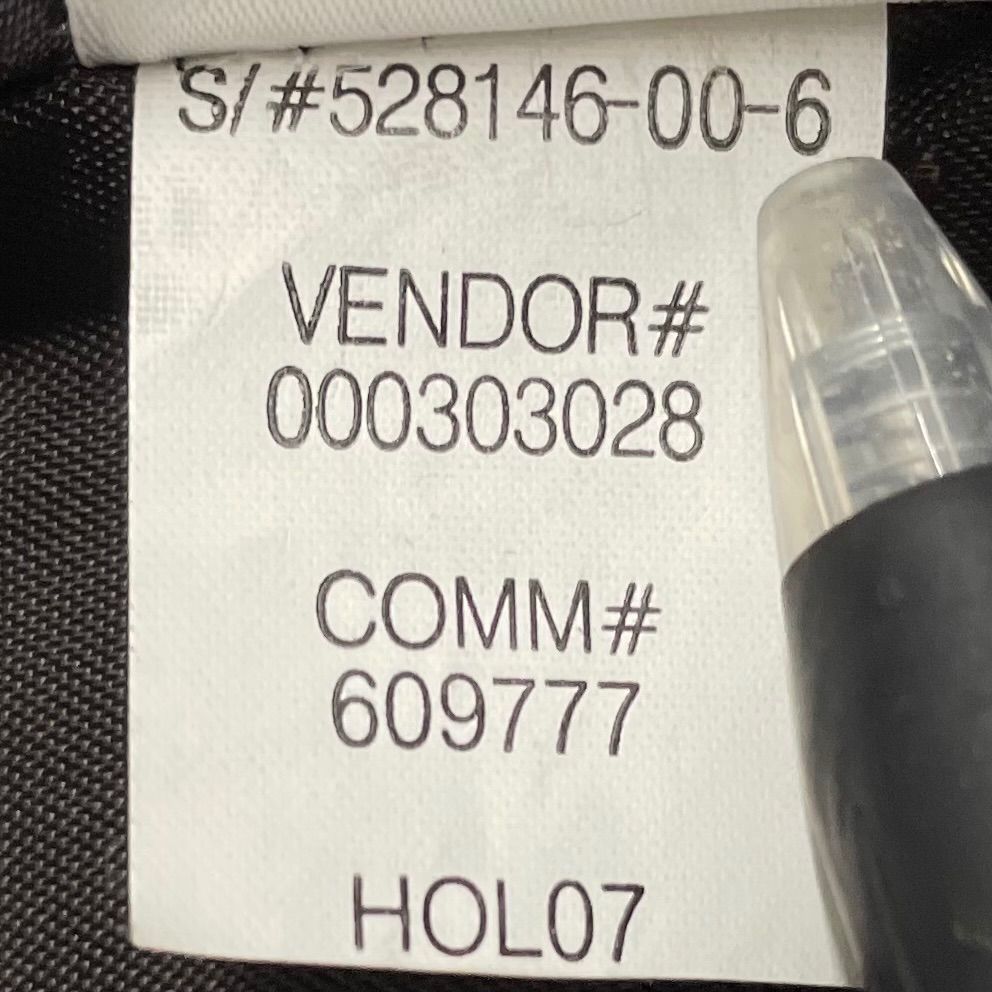 S/#528146-00-6
VENDOR#
000303028
COMM#
609777
HOL07